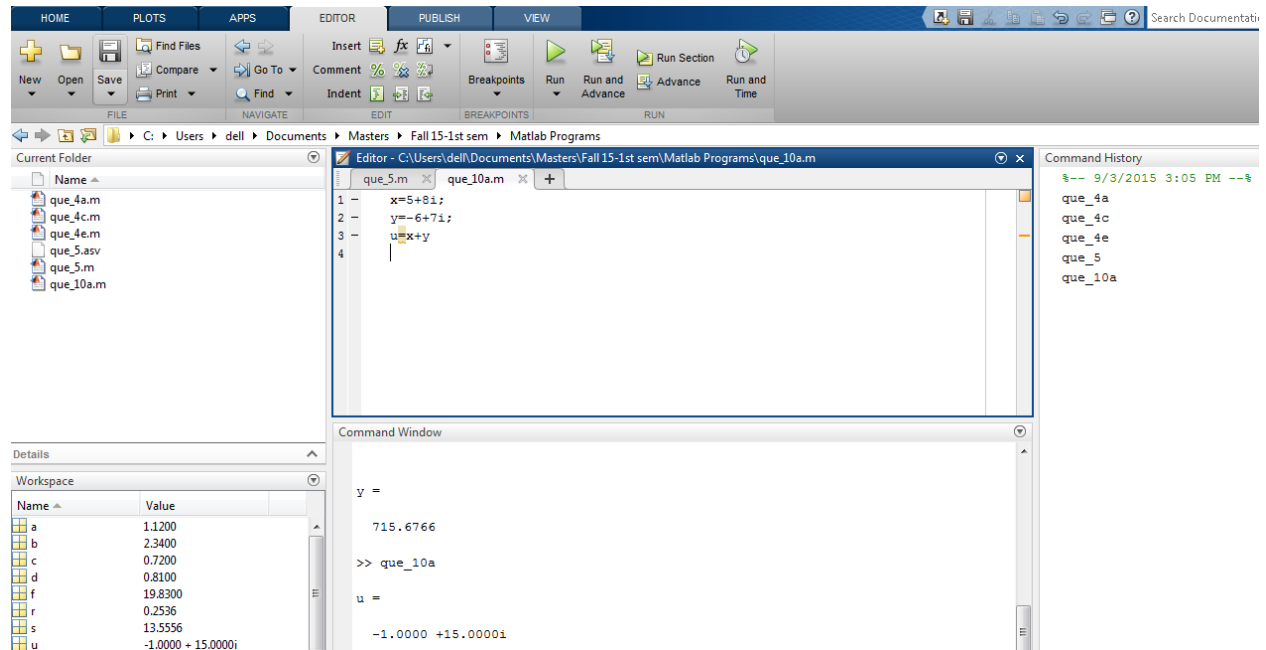 HOME PLOTS APPS EDITOR PUBLISH VIEW Search Documentati
Find Files
Compare
Print
New Open Save
FILE
Go To
Find
NAVIGATE
Insert fx
Comment
Indent
EDIT
Breakpoints
BREAKPOINTS
Run Run and Advance
Run Section
Advance
Run and Time
RUN
C: Users dell Documents Masters Fall 15-1st sem Matlab Programs
Current Folder
Name
que_4a.m
que_4c.m
que_4e.m
que_5.asv
que_5.m
que_10a.m
Details
Workspace
Name Value
a 1.1200
b 2.3400
c 0.7200
d 0.8100
f 19.8300
r 0.2536
s 13.5556
u -1.0000 + 15.0000i
Editor - C:\Users\dell\Documents\Masters\Fall 15-1st sem\Matlab Programs\que_10a.m
que_5.m que_10a.m
1 x=5+8i;
2 y=-6+7i;
3 u=x+y
4
Command Window
y =
715.6766
>> que_10a
u =
-1.0000 +15.0000i
Command History
%-- 9/3/2015 3:05 PM --%
que_4a
que_4c
que_4e
que_5
que_10a